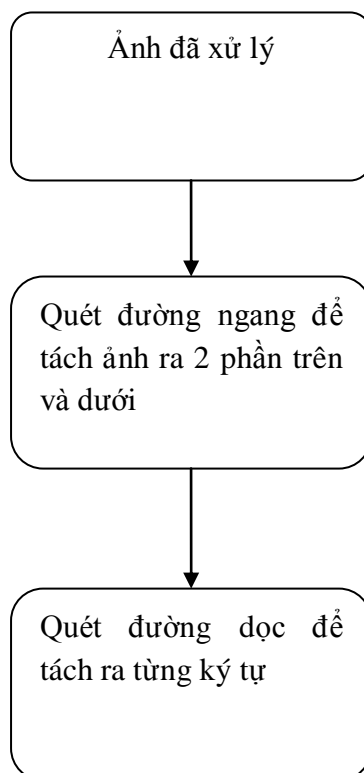 Ảnh đã xử lý
Quét đường ngang để
tách ảnh ra 2 phần trên
và dưới
Quét đường dọc để
tách ra từng ký tự